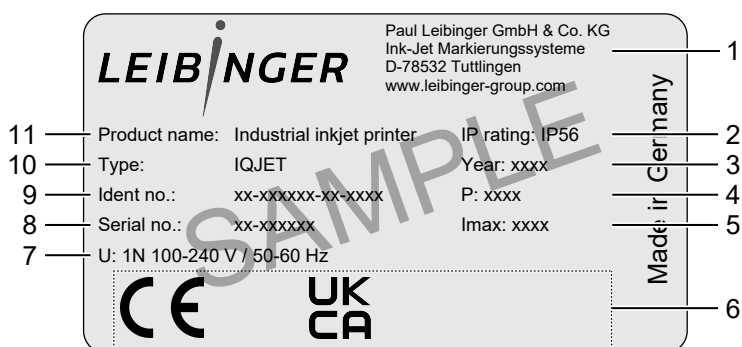 LEIBINGER
Paul Leibinger GmbH & Co. KG
Ink-Jet Markierungssysteme
D-78532 Tuttlingen
www.leibinger-group.com
1
11 Product name: Industrial inkjet printer IP rating: IP56 2
10 Type: IQJET Year: xxxx 3
9 Ident no.: xx-xxxxxx-xx-xxxx P: xxxx 4
8 Serial no.: xx-xxxxxx Imax: xxxx 5
7 U: 1N 100-240 V / 50-60 Hz
Made in Germany
SAMPLE
CE UK
CA
6